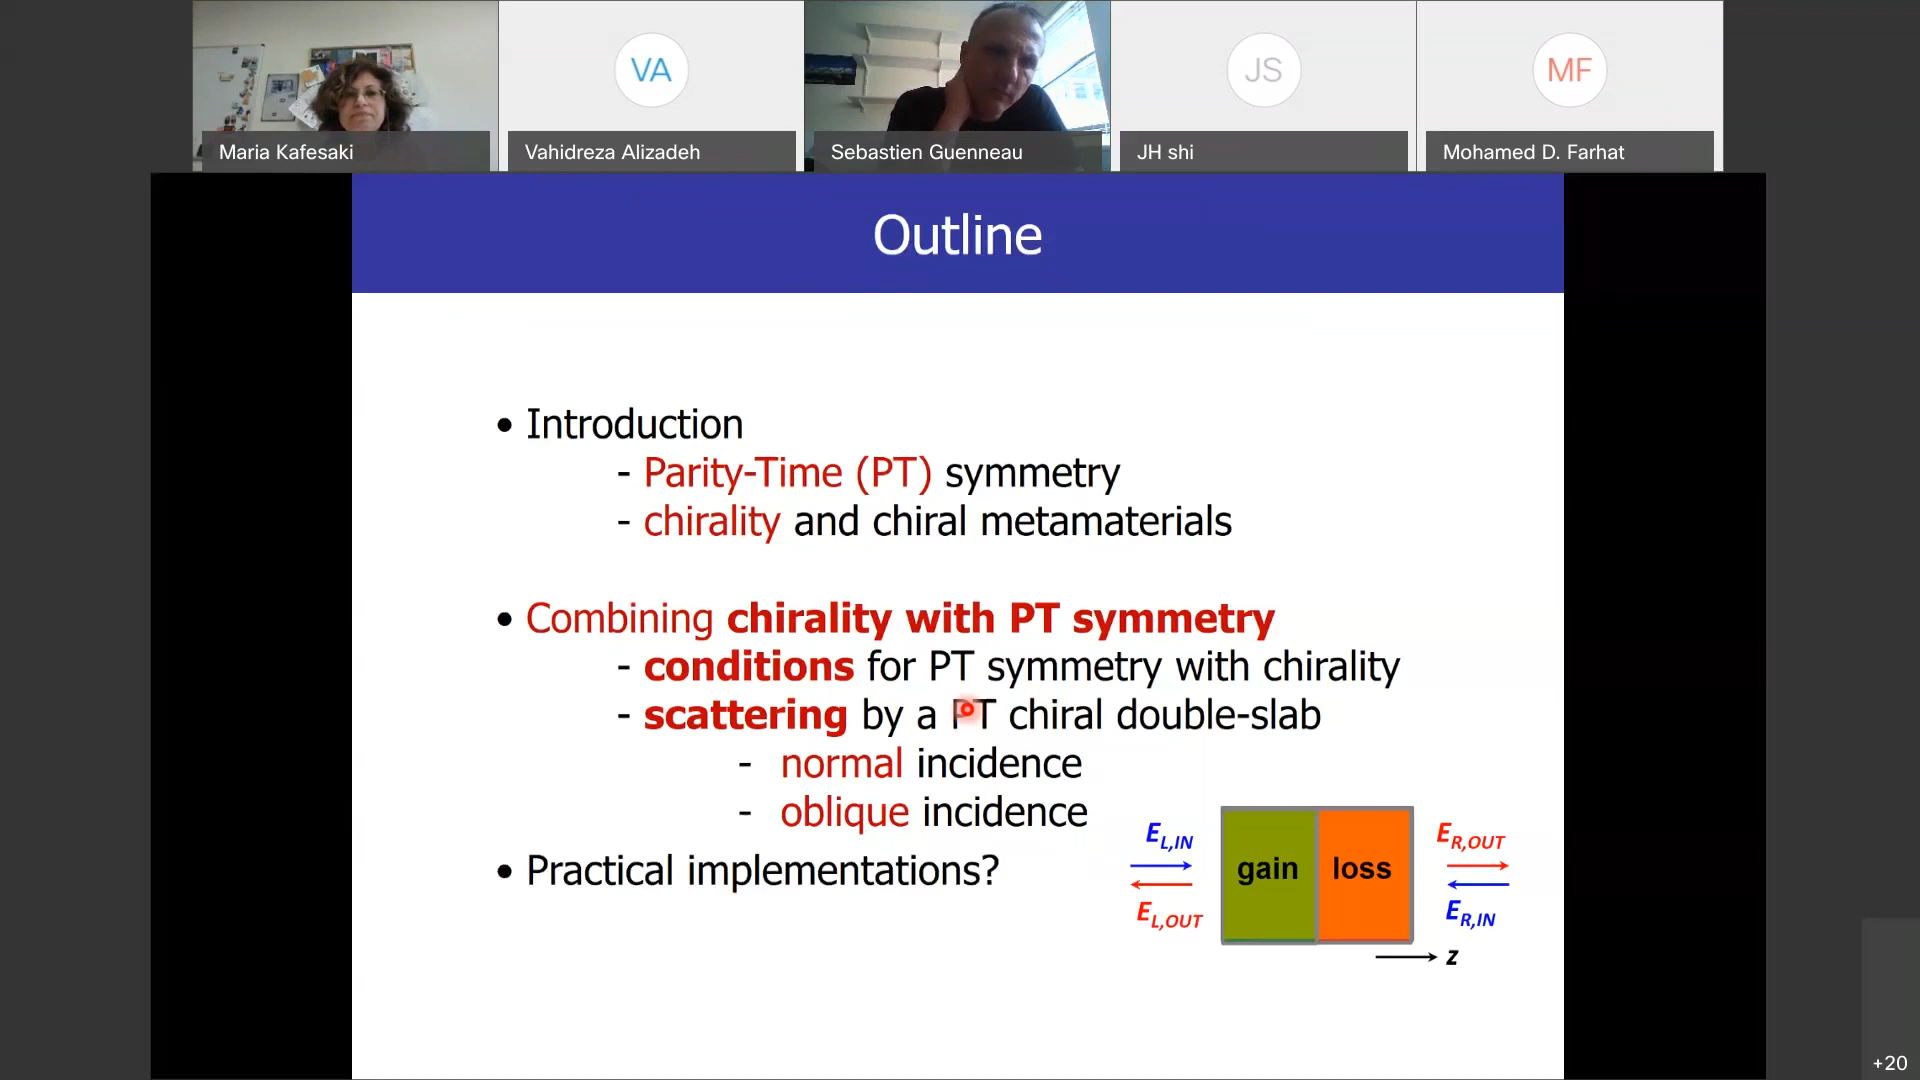 VA
JS
MF
Maria Kafesaki
Vahidreza Alizadeh
Sebastien Guenneau
JH shi
Mohamed D. Farhat
Outline
• Introduction
- Parity-Time (PT) symmetry
- chirality and chiral metamaterials
• Combining chirality with PT symmetry
- conditions for PT symmetry with chirality
- scattering by a PT chiral double-slab
- normal incidence
- oblique incidence
• Practical implementations?
E_L,IN
E_L,OUT
gain
loss
E_R,OUT
E_R,IN
z
+20